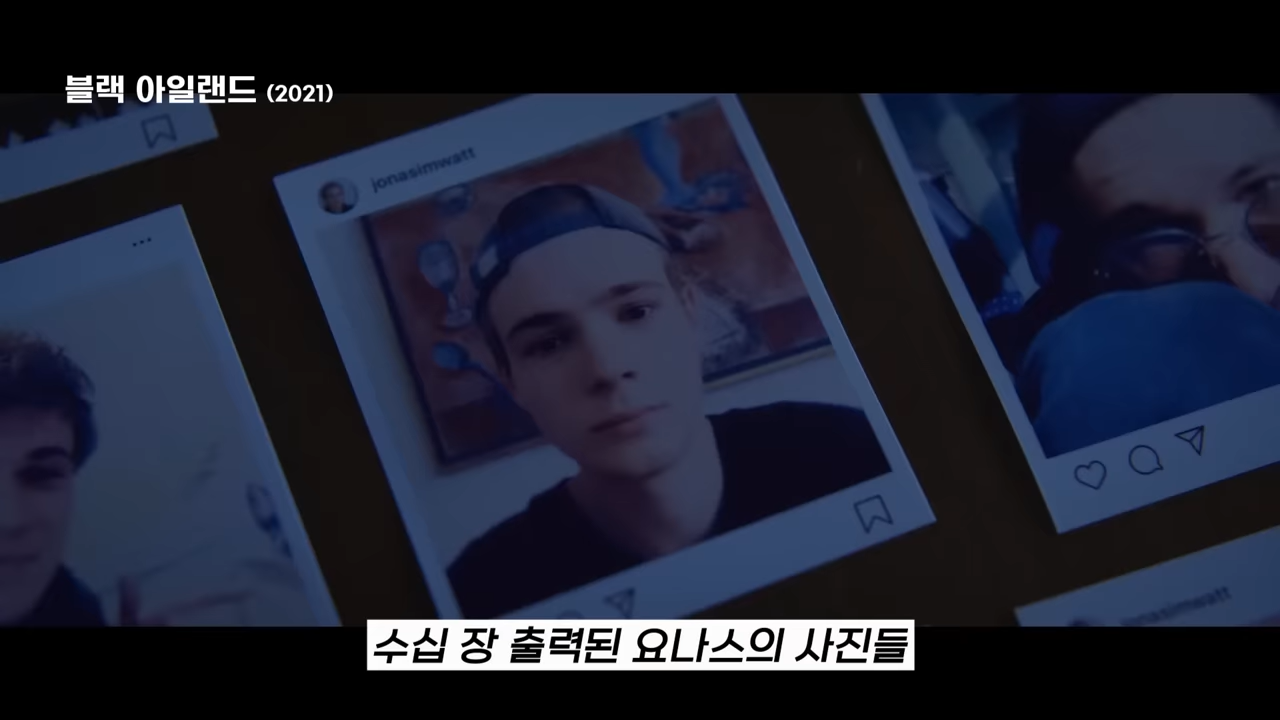 블랙 아일랜드 (2021)
jonasimwatt
jonasimwatt
수십 장 출력된 요나스의 사진들